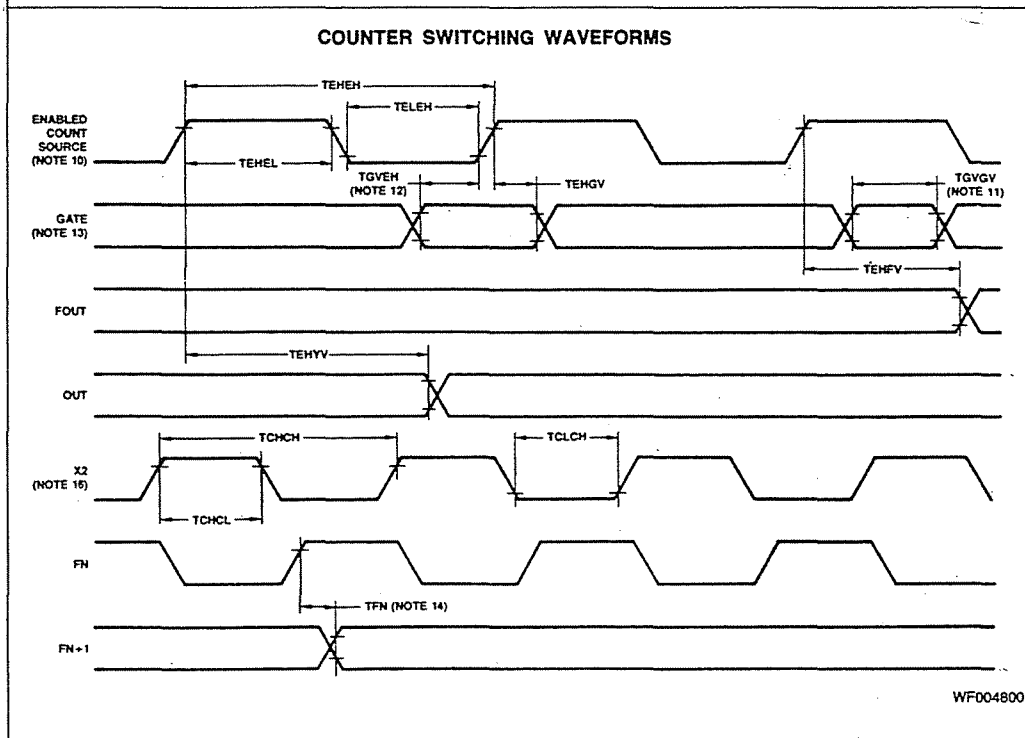 COUNTER SWITCHING WAVEFORMS
TEHEH
TELEH
ENABLED
COUNT
SOURCE
(NOTE 10)
TEHEL
TGVEH
(NOTE 12)
TEHGV
TGVGV
(NOTE 11)
GATE
(NOTE 13)
TEHFV
FOUT
TEHYV
OUT
TCHCH
TCLCH
X2
(NOTE 15)
TCHCL
FN
TFN (NOTE 14)
FN+1
WF004800